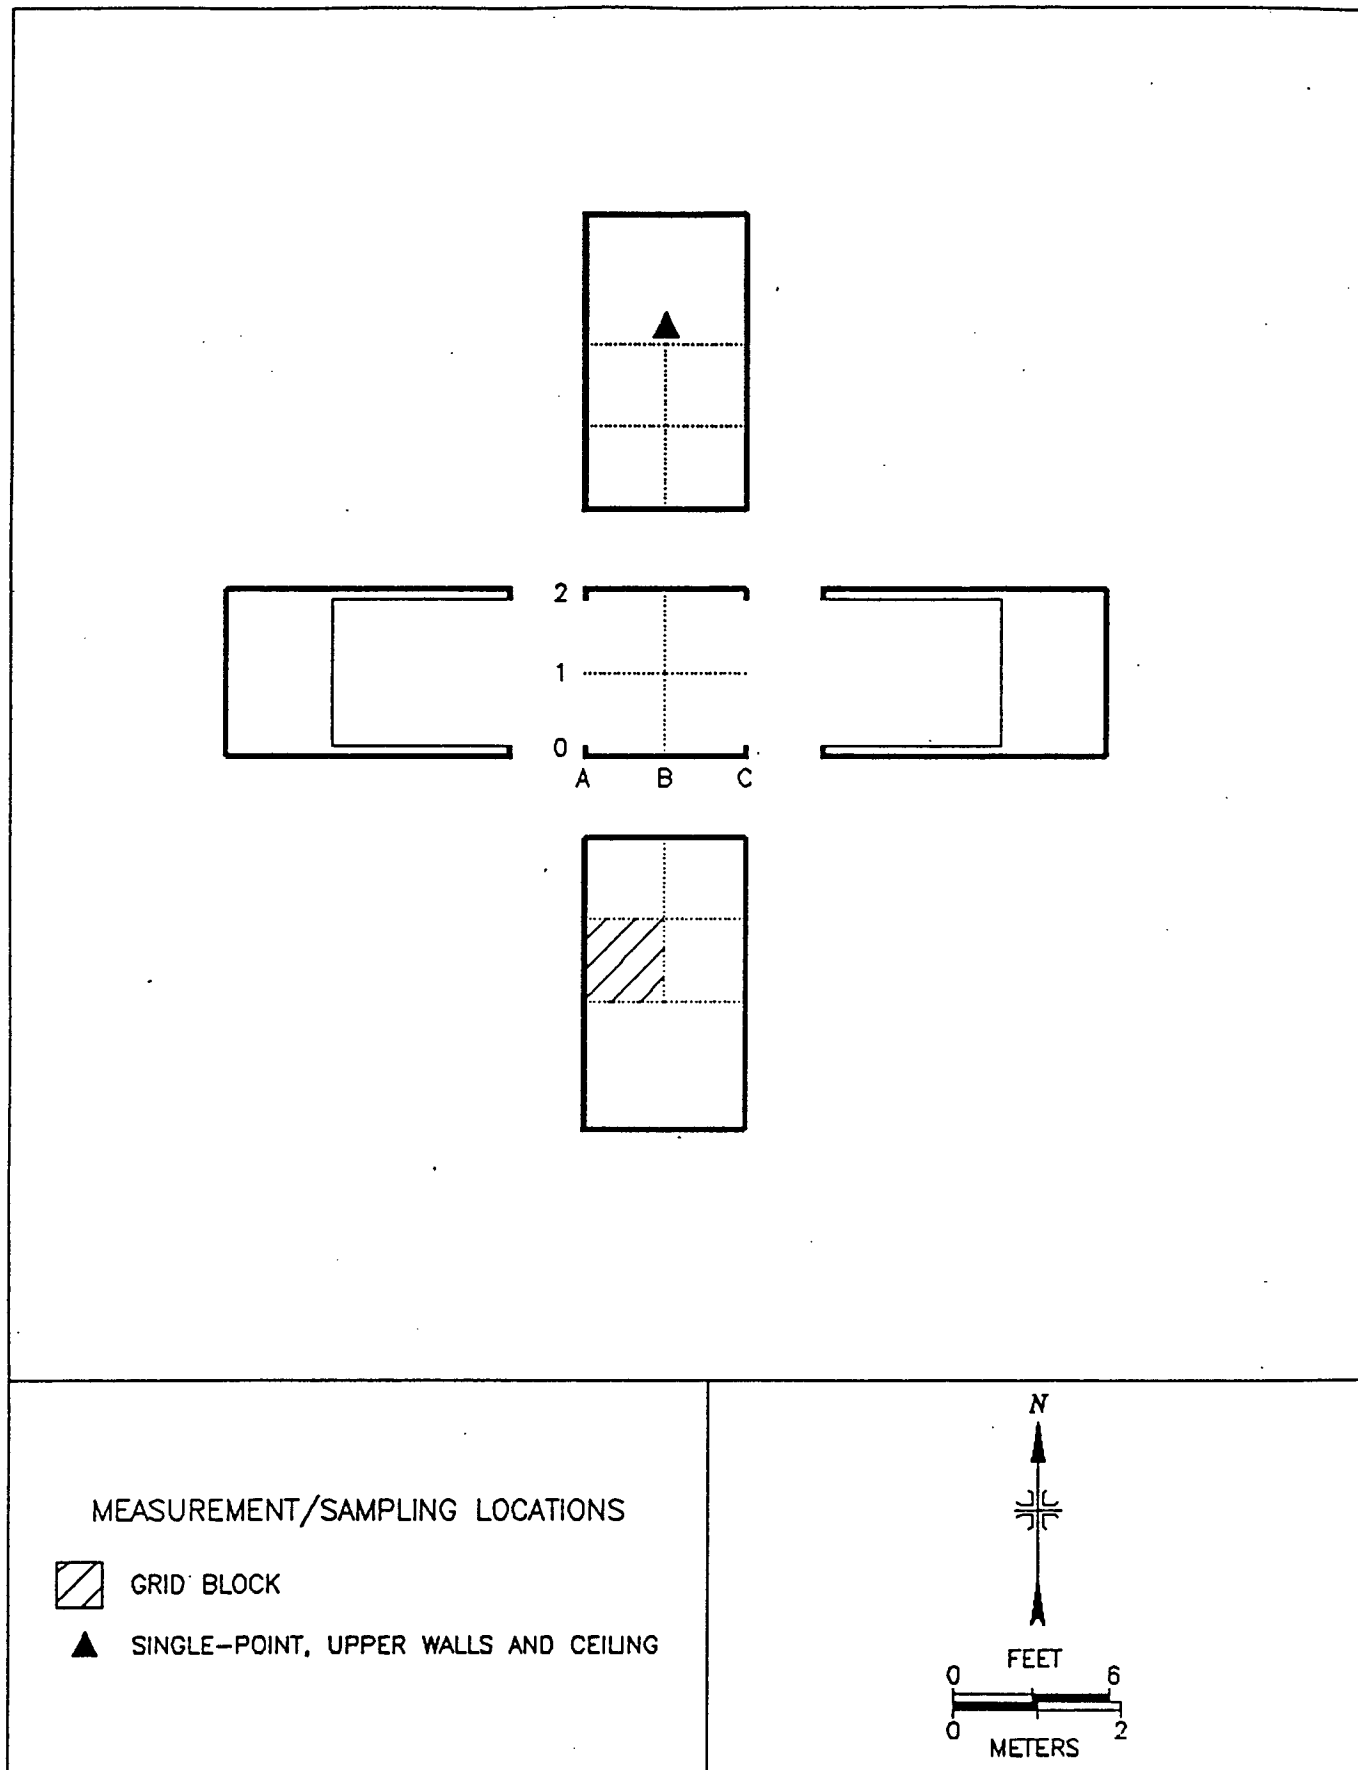 2
1
0
A B C
N
MEASUREMENT/SAMPLING LOCATIONS
GRID BLOCK
SINGLE-POINT, UPPER WALLS AND CEILING
FEET
0 6
0 2
METERS